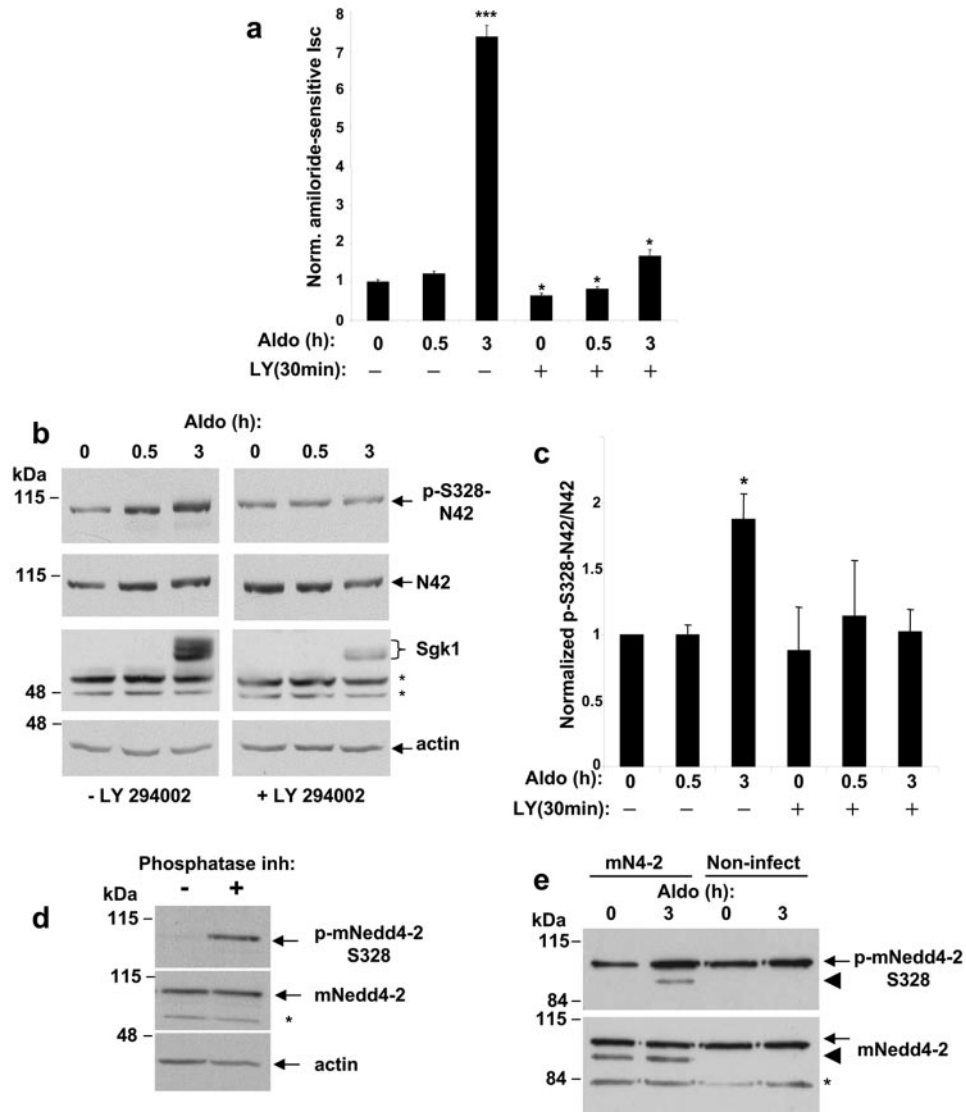 a
Norm. amiloride-sensitive Isc
8
7
6
5
4
3
2
1
0
***
*
*
*
Aldo (h): 0 0.5 3 0 0.5 3
LY(30min): – – – + + +
b
Aldo (h):
0 0.5 3 0 0.5 3
kDa
115 –
p-S328-
N42
115 –
N42
Sgk1
*
48 –
*
48 –
actin
- LY 294002 + LY 294002
c
Normalized p-S328-N42/N42
2
1.5
1
0.5
0
*
Aldo (h): 0 0.5 3 0 0.5 3
LY(30min): – – – + + +
d
Phosphatase inh:
kDa - +
115 –
p-mNedd4-2
S328
115 –
mNedd4-2
*
48 –
actin
e
mN4-2 Non-infect
Aldo (h):
kDa 0 3 0 3
115 –
p-mNedd4-2
S328
84 –
115 –
mNedd4-2
84 –
*